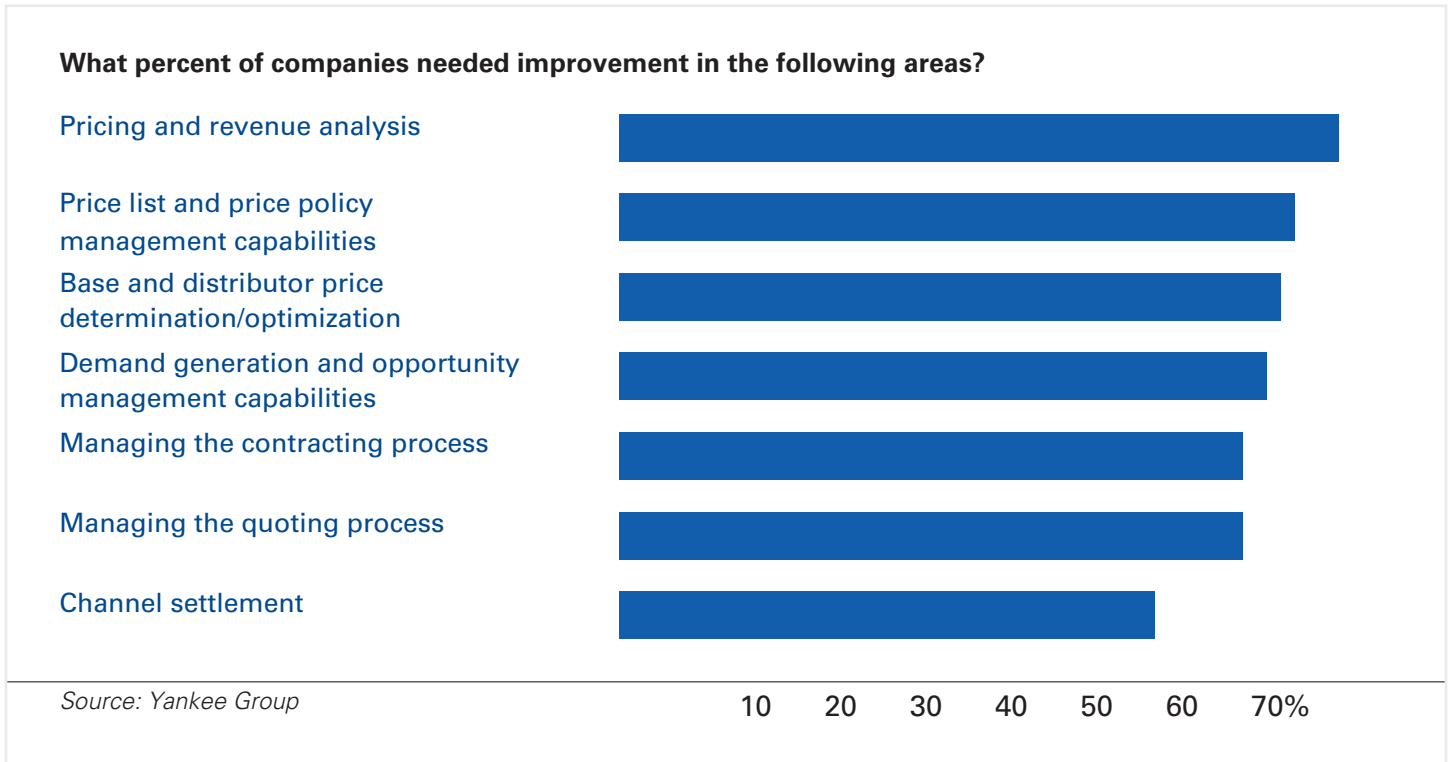 What percent of companies needed improvement in the following areas?
Pricing and revenue analysis
Price list and price policy
management capabilities
Base and distributor price
determination/optimization
Demand generation and opportunity
management capabilities
Managing the contracting process
Managing the quoting process
Channel settlement
Source: Yankee Group
10 20 30 40 50 60 70%